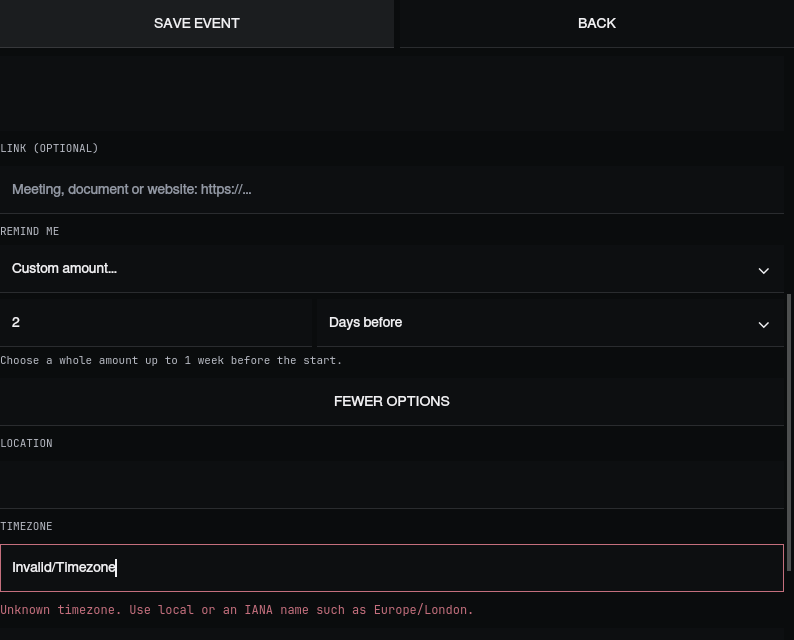 SAVE EVENT
BACK
LINK (OPTIONAL)
Meeting, document or website: https://...
REMIND ME
Custom amount...
2
Days before
Choose a whole amount up to 1 week before the start.
FEWER OPTIONS
LOCATION
TIMEZONE
Invalid/Timezone
Unknown timezone. Use local or an IANA name such as Europe/London.